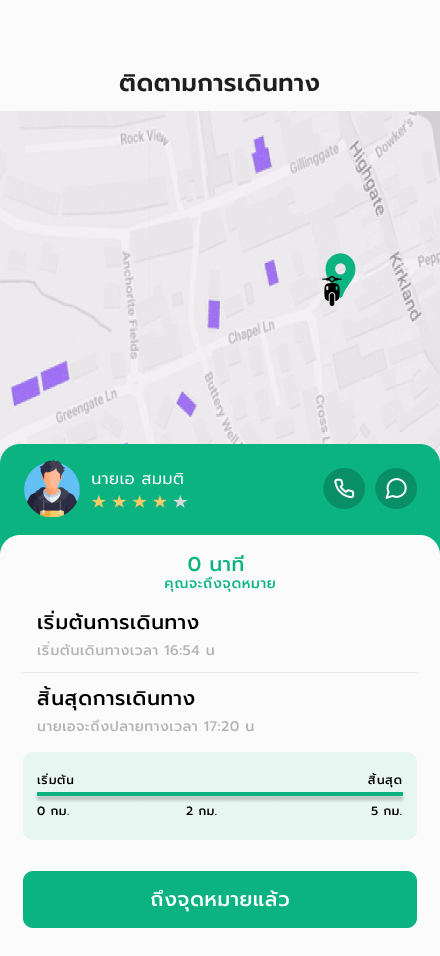 ติดตามการเดินทาง
Rock View
Gillinggate
Highgate
Dowker's
Anchorite Fields
Kirkland
Pepp
Chapel Ln
Greengate Ln
Buttery Well
Cross L
นายเอ สมมติ
0 นาที
คุณจะถึงจุดหมาย
เริ่มต้นการเดินทาง
เริ่มต้นเดินทางเวลา 16:54 น
สิ้นสุดการเดินทาง
นายเอจะถึงปลายทางเวลา 17:20 น
เริ่มต้น สิ้นสุด
0 กม. 2 กม. 5 กม.
ถึงจุดหมายแล้ว